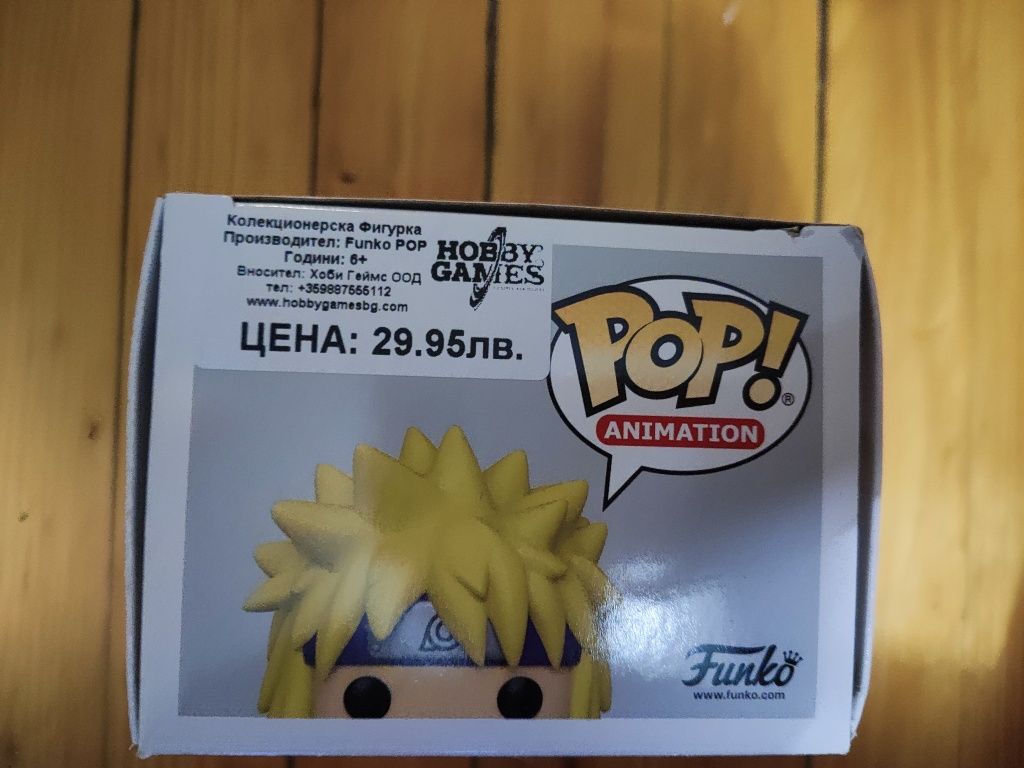 Колекционерска Фигурка
Производител: Funko POP
Години: 6+
Вносител: Хоби Геймс ООД
тел: +359887555112
www.hobbygamesbg.com
ЦЕНА: 29.95лв.
HOBBY
GAMES
POP!®
ANIMATION
Funko
www.funko.com